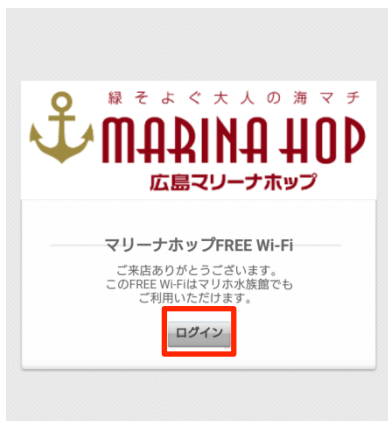 緑そよぐ大人の海マチ
MARINA HOP
広島マリーナホップ
マリーナホップFREE Wi-Fi
ご来店ありがとうございます。
このFREE Wi-Fiはマリホ水族館でも
ご利用いただけます。
ログイン